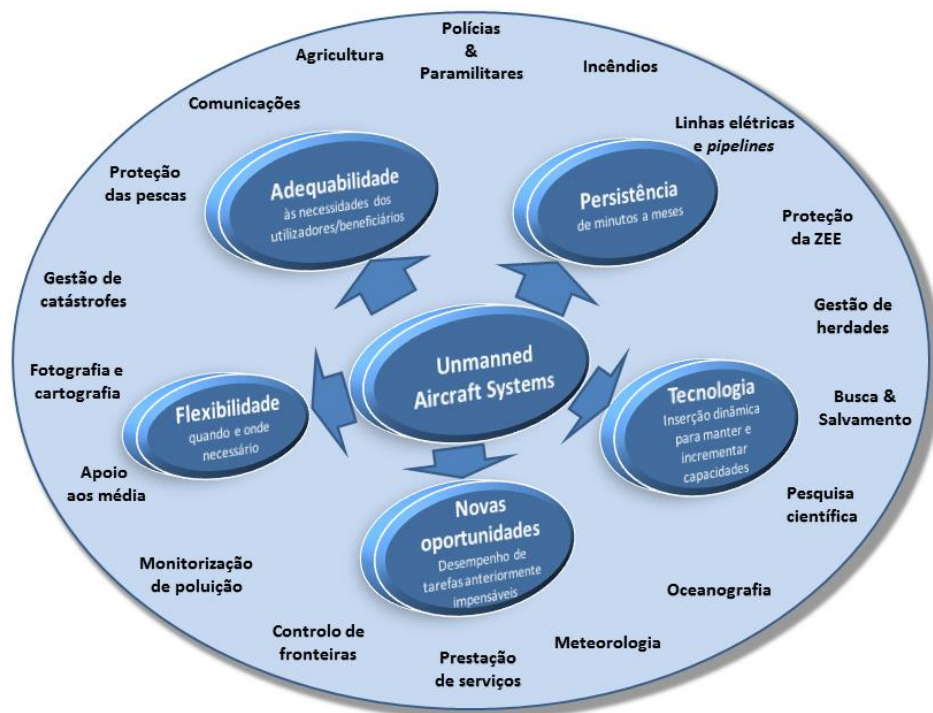 Polícias
&
Paramilitares
Agricultura
Incêndios
Comunicações
Linhas elétricas
e pipelines
Proteção
das pescas
Adequabilidade
às necessidades dos
utilizadores/beneficiários
Persistência
de minutos a meses
Proteção
da ZEE
Gestão de
catástrofes
Gestão de
herdades
Unmanned
Aircraft Systems
Fotografia e
cartografia
Flexibilidade
quando e onde
necessário
Tecnologia
Inserção dinâmica
para manter e
incrementar
capacidades
Busca &
Salvamento
Apoio
aos média
Novas
oportunidades
Desempenho de
tarefas anteriormente
impensáveis
Pesquisa
científica
Monitorização
de poluição
Oceanografia
Controlo de
fronteiras
Prestação
de serviços
Meteorologia